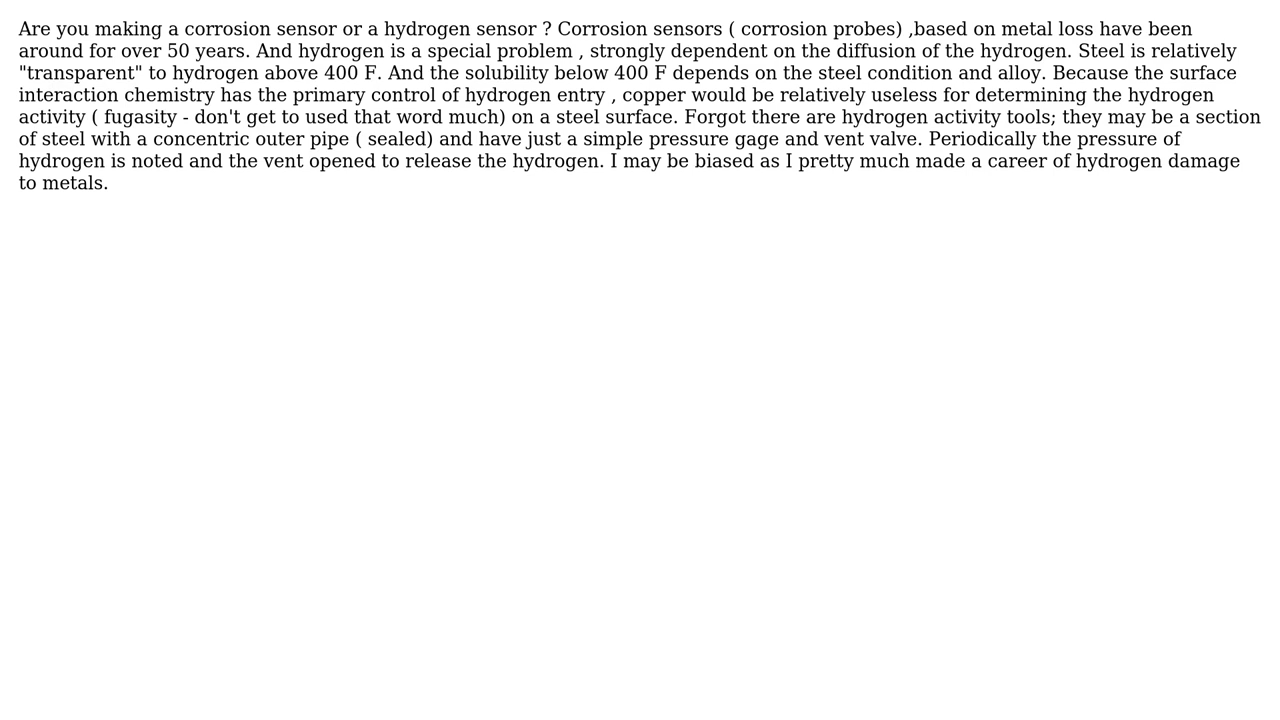 Are you making a corrosion sensor or a hydrogen sensor ? Corrosion sensors ( corrosion probes) ,based on metal loss have been
around for over 50 years. And hydrogen is a special problem , strongly dependent on the diffusion of the hydrogen. Steel is relatively
"transparent" to hydrogen above 400 F. And the solubility below 400 F depends on the steel condition and alloy. Because the surface
interaction chemistry has the primary control of hydrogen entry , copper would be relatively useless for determining the hydrogen
activity ( fugasity - don't get to used that word much) on a steel surface. Forgot there are hydrogen activity tools; they may be a section
of steel with a concentric outer pipe ( sealed) and have just a simple pressure gage and vent valve. Periodically the pressure of
hydrogen is noted and the vent opened to release the hydrogen. I may be biased as I pretty much made a career of hydrogen damage
to metals.